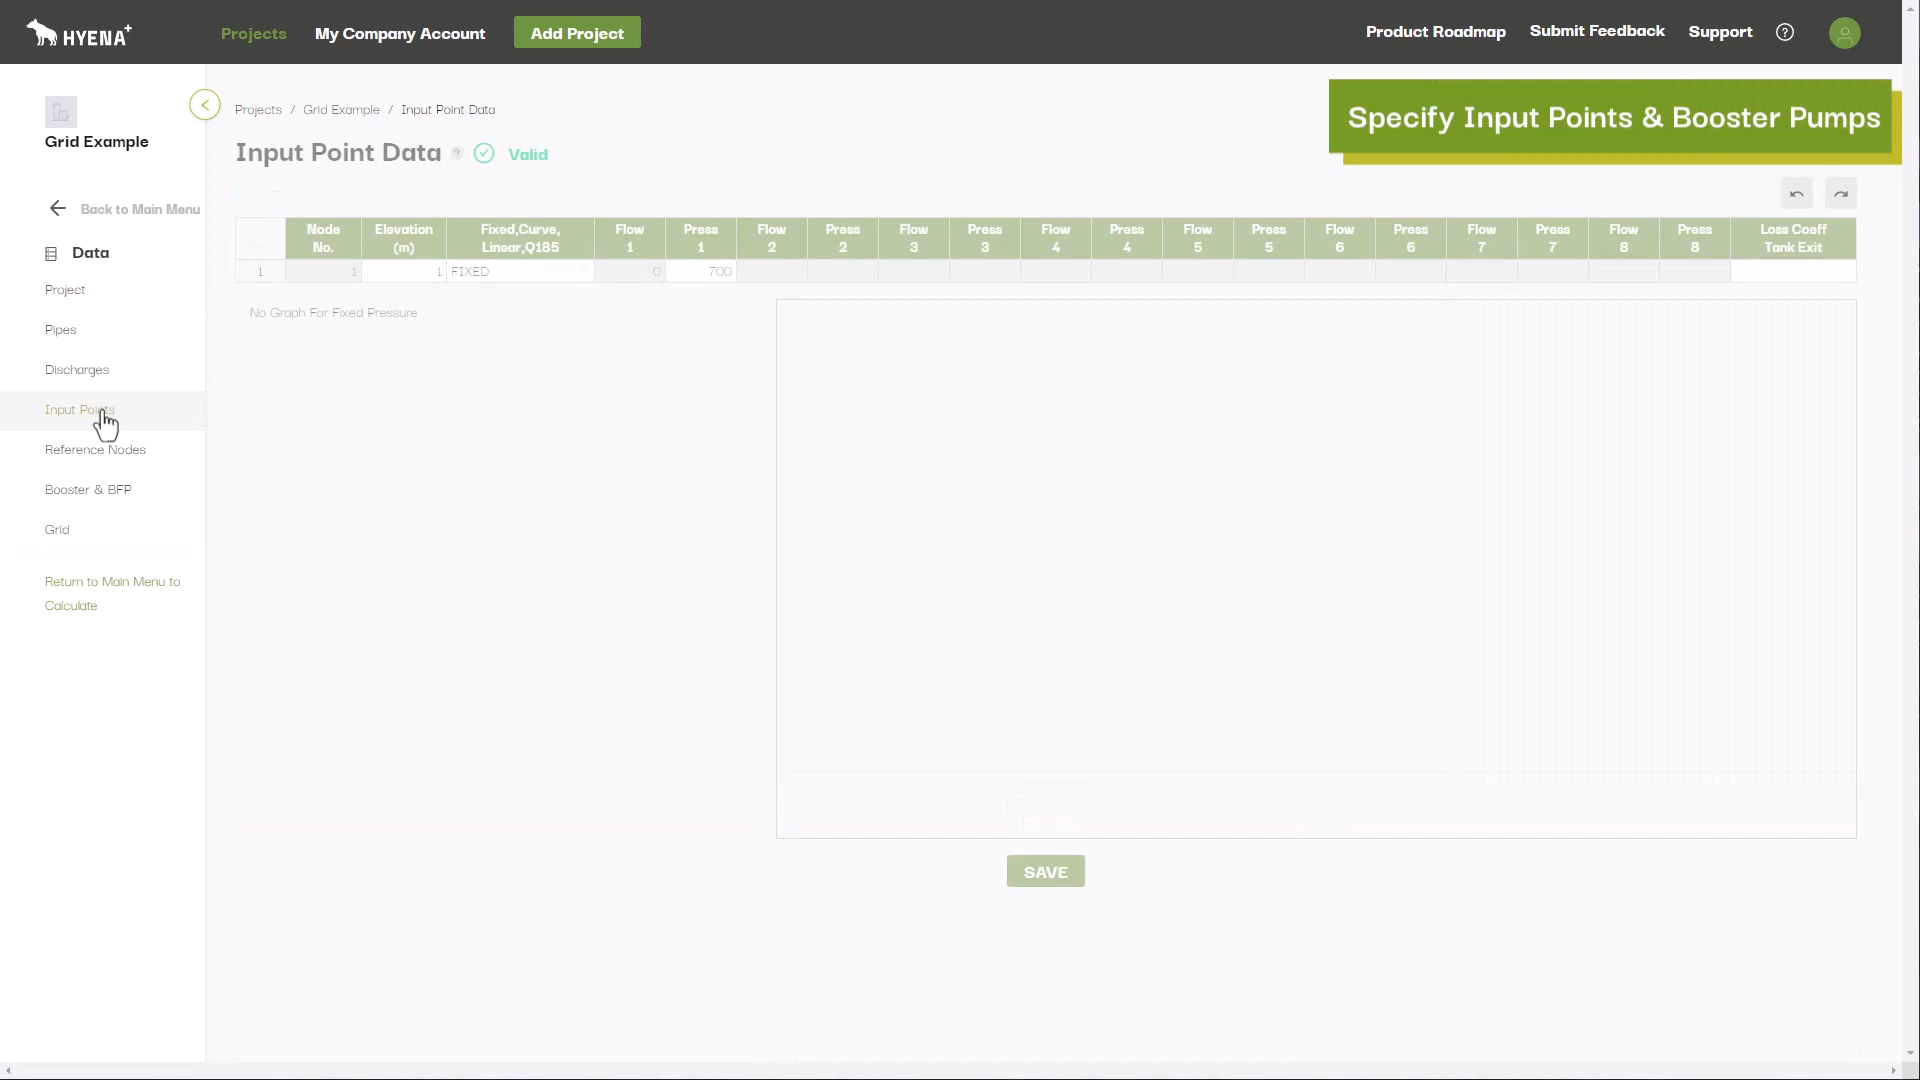 HYENA+
Projects
My Company Account
Add Project
Product Roadmap
Submit Feedback
Support
Grid Example
Back to Main Menu
Data
Project
Pipes
Discharges
Input Points
Reference Nodes
Booster & BFP
Grid
Return to Main Menu to
Calculate
Projects / Grid Example / Input Point Data
Specify Input Points & Booster Pumps
Input Point Data ? Valid
Node No. Elevation (m) Fixed,Curve, Linear,Q185 Flow 1 Press 1 Flow 2 Press 2 Flow 3 Press 3 Flow 4 Press 4 Flow 5 Press 5 Flow 6 Press 6 Flow 7 Press 7 Flow 8 Press 8 Loss Coeff Tank Exit
1 1 1 FIXED 0 700
No Graph For Fixed Pressure
SAVE